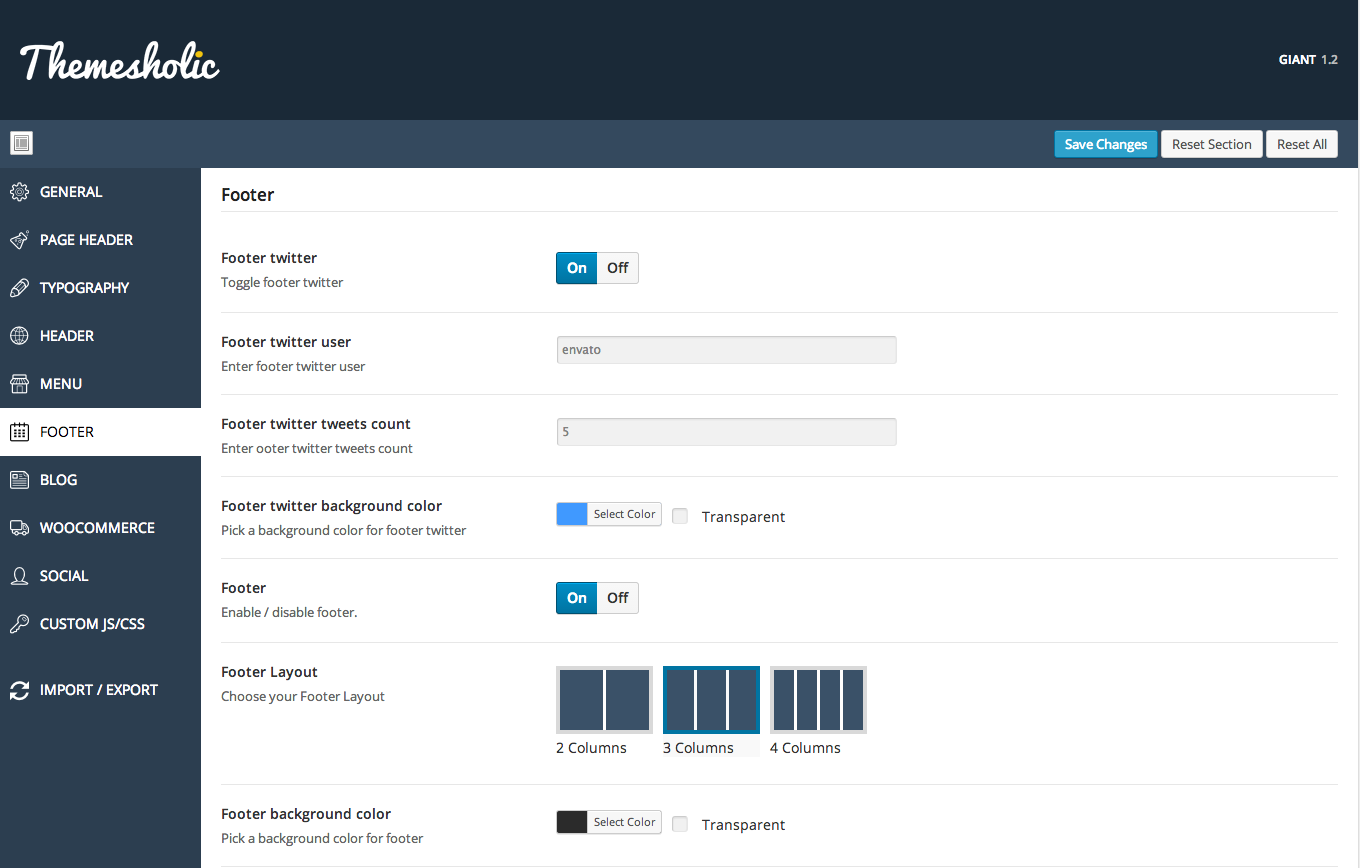 Themesholic
GIANT 1.2
Save Changes
Reset Section
Reset All
GENERAL
PAGE HEADER
TYPOGRAPHY
HEADER
MENU
FOOTER
BLOG
WOOCOMMERCE
SOCIAL
CUSTOM JS/CSS
IMPORT / EXPORT
Footer
Footer twitter
Toggle footer twitter
On Off
Footer twitter user
Enter footer twitter user
envato
Footer twitter tweets count
Enter ooter twitter tweets count
5
Footer twitter background color
Pick a background color for footer twitter
Select Color
Transparent
Footer
Enable / disable footer.
On Off
Footer Layout
Choose your Footer Layout
2 Columns
3 Columns
4 Columns
Footer background color
Pick a background color for footer
Select Color
Transparent